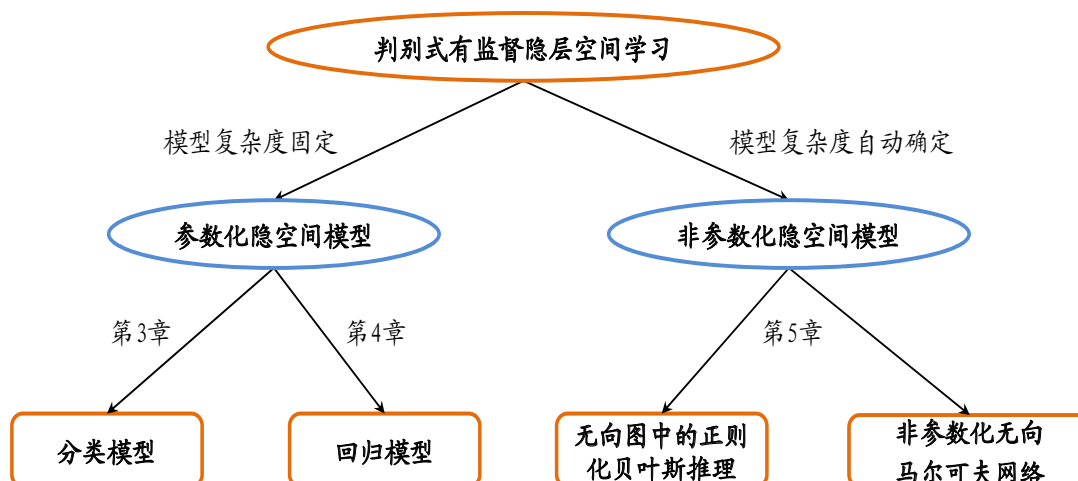 判别式有监督隐层空间学习
模型复杂度固定
模型复杂度自动确定
参数化隐空间模型
非参数化隐空间模型
第3章
第4章
第5章
分类模型
回归模型
无向图中的正则
化贝叶斯推理
非参数化无向
马尔可夫网络